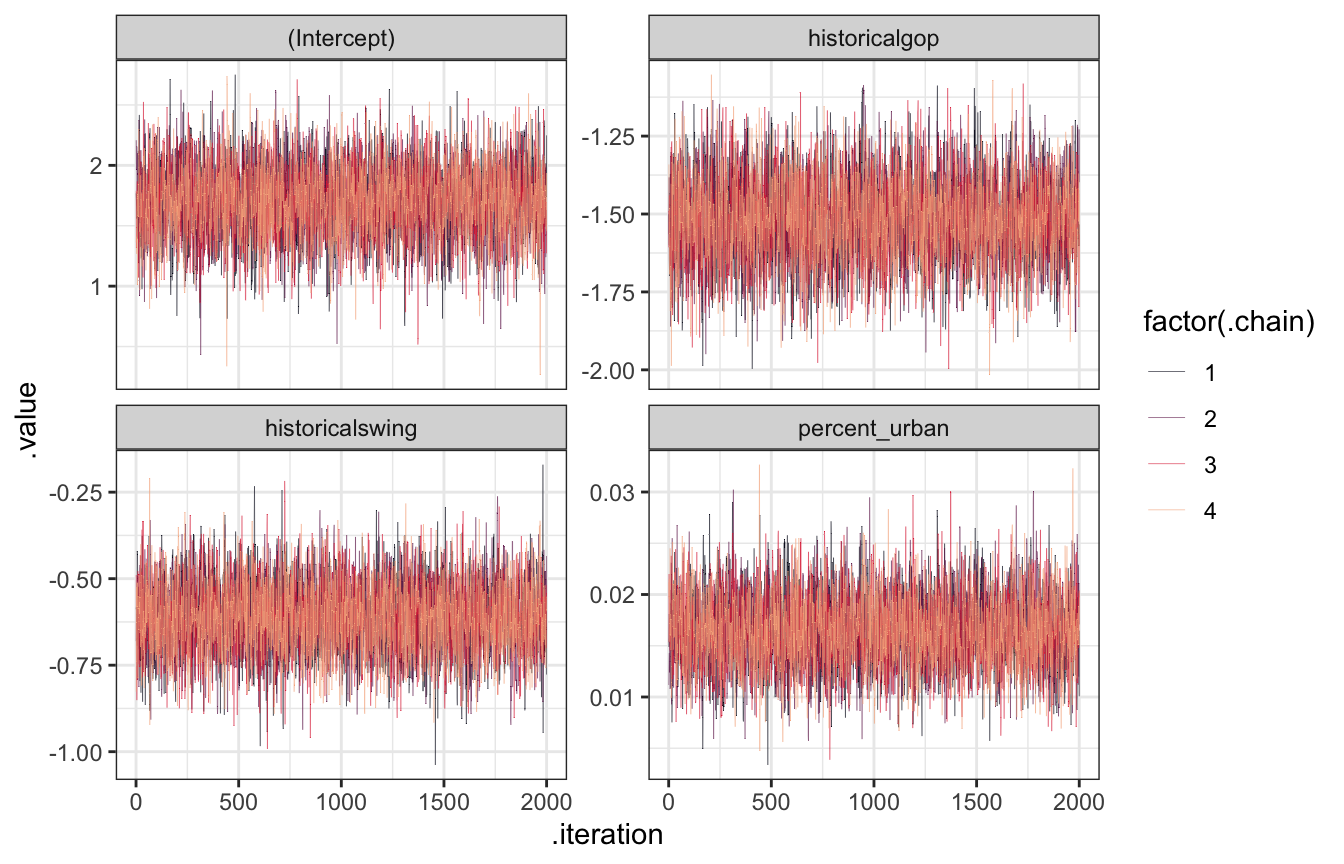 (Intercept)
historicalgop
2
1
-1.25
-1.50
-1.75
-2.00
historicalswing
percent_urban
-0.25
-0.50
-0.75
-1.00
0.03
0.02
0.01
0 500 1000 1500 2000
0 500 1000 1500 2000
.iteration
.value
factor(.chain)
1
2
3
4